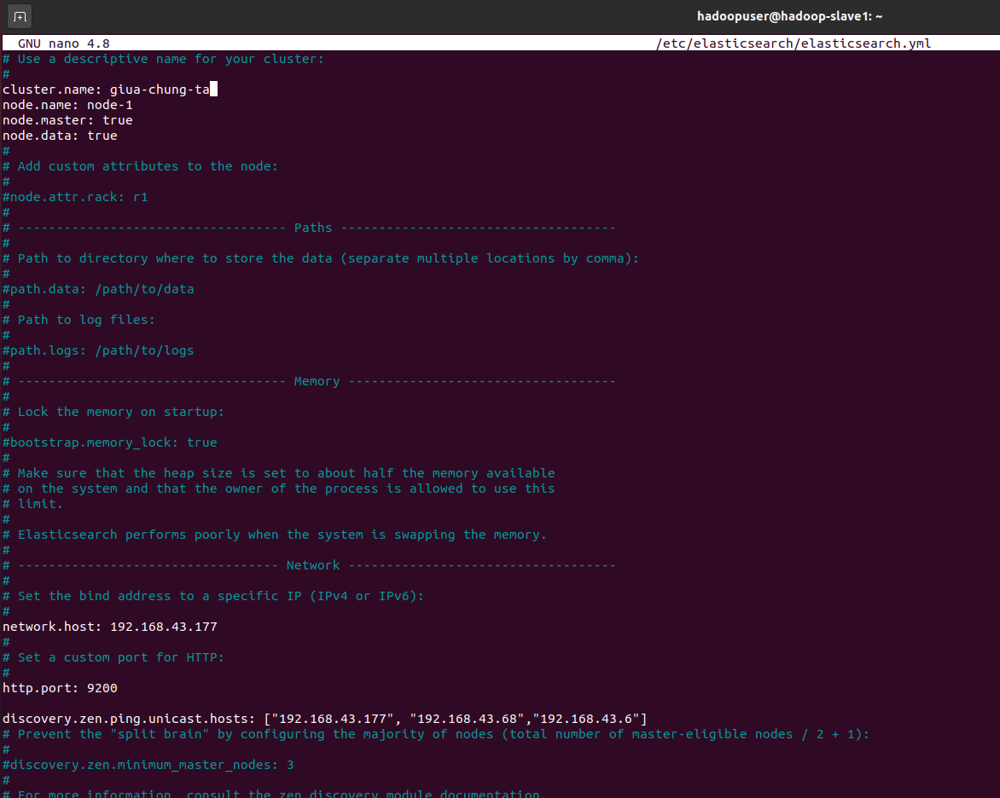 hadoopuser@hadoop-slave1: ~
GNU nano 4.8 /etc/elasticsearch/elasticsearch.yml
# Use a descriptive name for your cluster:
#
cluster.name: giua-chung-ta
node.name: node-1
node.master: true
node.data: true
#
# Add custom attributes to the node:
#
#node.attr.rack: r1
#
# ----------------------------------- Paths ------------------------------------
#
# Path to directory where to store the data (separate multiple locations by comma):
#
#path.data: /path/to/data
#
# Path to log files:
#
#path.logs: /path/to/logs
#
# ----------------------------------- Memory -----------------------------------
#
# Lock the memory on startup:
#
#bootstrap.memory_lock: true
#
# Make sure that the heap size is set to about half the memory available
# on the system and that the owner of the process is allowed to use this
# limit.
#
# Elasticsearch performs poorly when the system is swapping the memory.
#
# ---------------------------------- Network -----------------------------------
#
# Set the bind address to a specific IP (IPv4 or IPv6):
#
network.host: 192.168.43.177
#
# Set a custom port for HTTP:
#
http.port: 9200
discovery.zen.ping.unicast.hosts: ["192.168.43.177", "192.168.43.68","192.168.43.6"]
# Prevent the "split brain" by configuring the majority of nodes (total number of master-eligible nodes / 2 + 1):
#
#discovery.zen.minimum_master_nodes: 3
#
# For more information, consult the zen discovery module documentation.